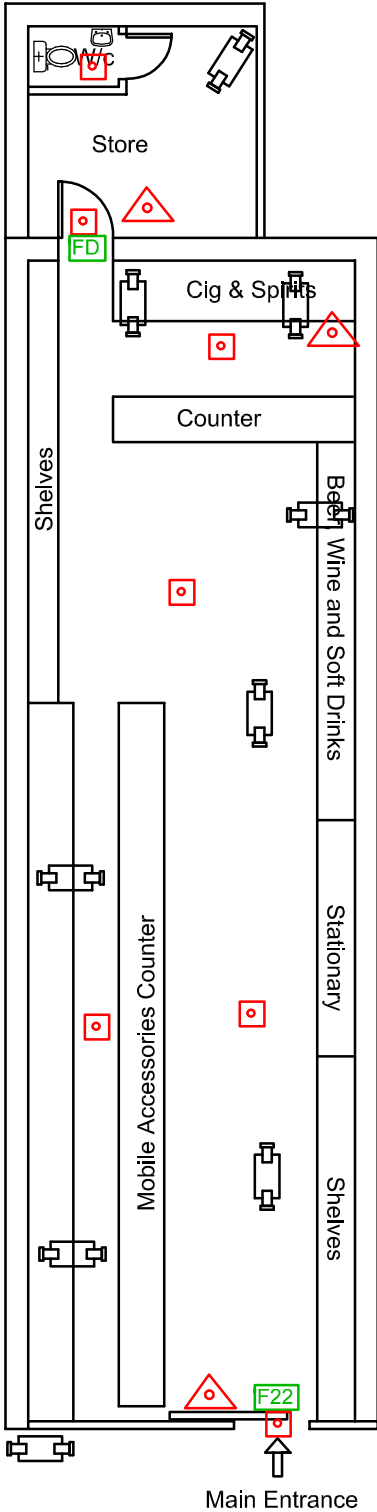 W/c
Store
FD
Cig & Spirits
Counter
Shelves
Beer, Wine and Soft Drinks
Stationary
Mobile Accessories Counter
Shelves
F22
Main Entrance